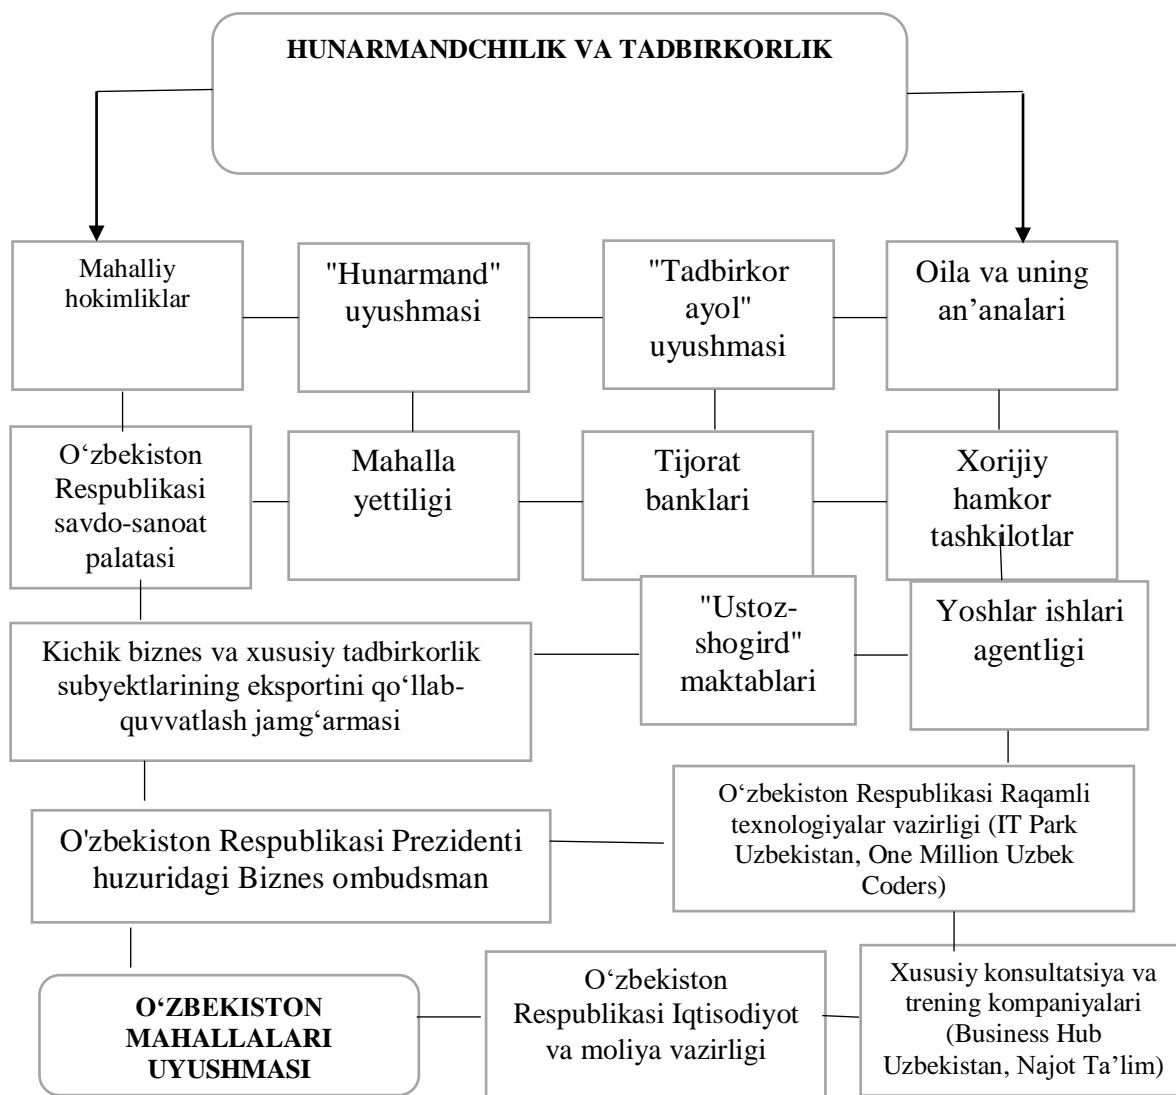 HUNARMANDCHILIK VA TADBIRKORLIK
Mahalliy
hokimliklar
"Hunarmand"
uyushmasi
"Tadbirkor
ayol"
uyushmasi
Oila va uning
an’analari
O‘zbekiston
Respublikasi
savdo-sanoat
palatasi
Mahalla
yettiligi
Tijorat
banklari
Xorijiy
hamkor
tashkilotlar
Kichik biznes va xususiy tadbirkorlik
subyektlarining eksportini qo‘llab-
quvvatlash jamg‘armasi
"Ustoz-
shogird"
maktablari
Yoshlar ishlari
agentligi
O'zbekiston Respublikasi Prezidenti
huzuridagi Biznes ombudsman
O‘zbekiston Respublikasi Raqamli
texnologiyalar vazirligi (IT Park
Uzbekistan, One Million Uzbek
Coders)
O‘ZBEKISTON
MAHALLALARI
UYUSHMASI
O‘zbekiston
Respublikasi Iqtisodiyot
va moliya vazirligi
Xususiy konsultatsiya va
trening kompaniyalari
(Business Hub
Uzbekistan, Najot Ta’lim)